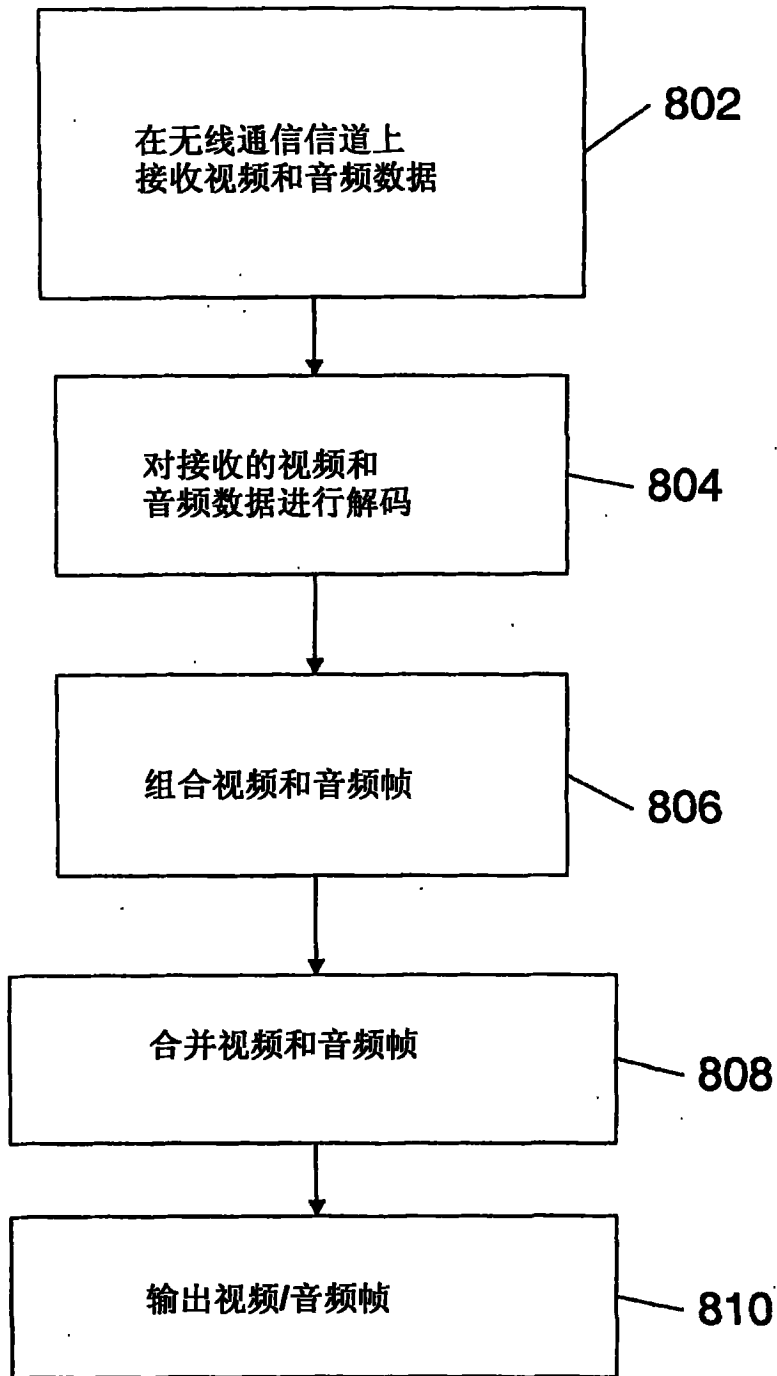 在无线通信信道上
接收视频和音频数据
802
对接收的视频和
音频数据进行解码
804
组合视频和音频帧
806
合并视频和音频帧
808
输出视频/音频帧
810